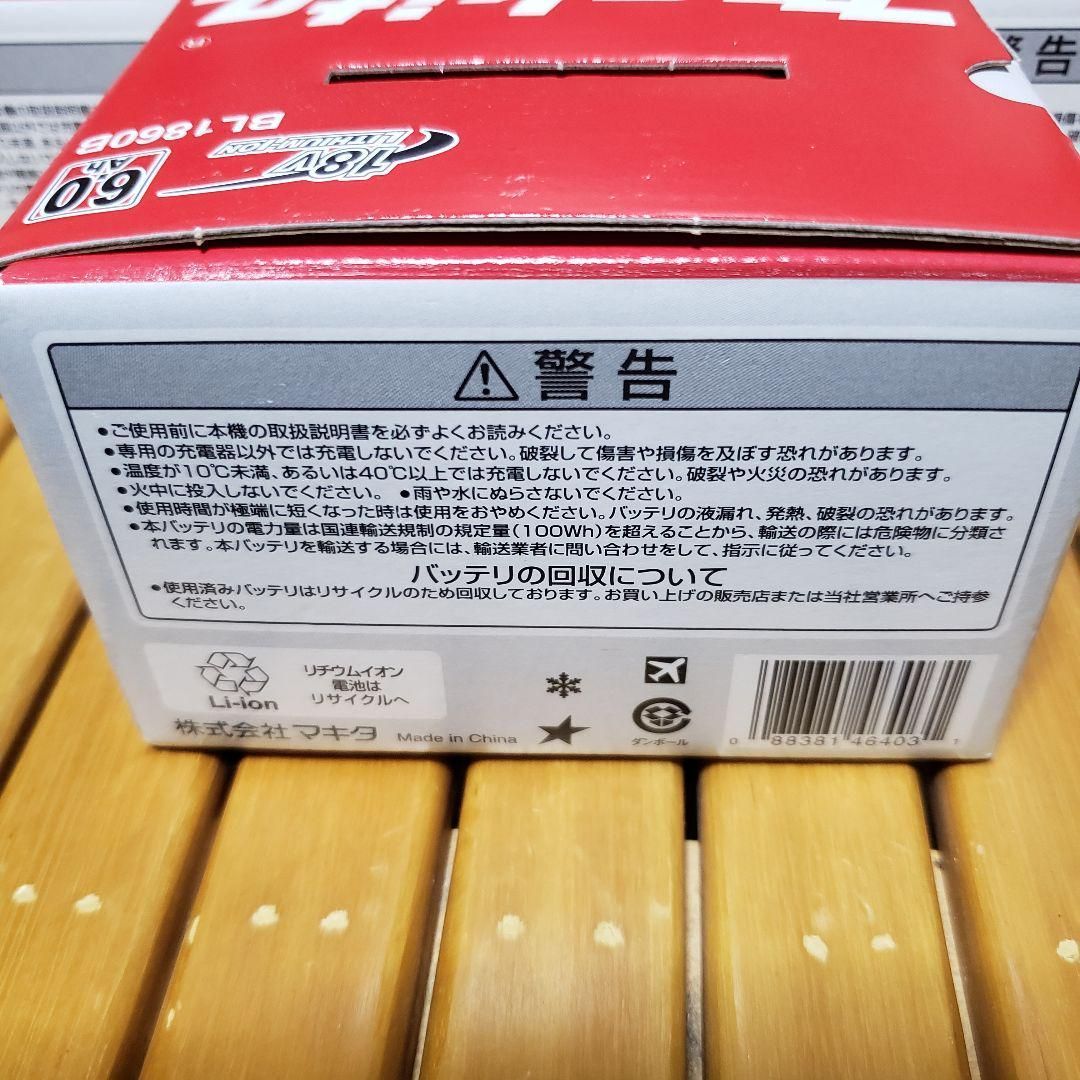 makita
®
BL1860B
18V
LITHIUM-ION
6.0
Ah
警告
警告
•ご使用前に本機の取扱説明書を必ずよくお読みください。
•専用の充電器以外では充電しないでください。破裂して傷害や損傷を及ぼす恐れがあります。
•温度が10℃未満、あるいは40℃以上では充電しないでください。破裂や火災の恐れがあります。
•火中に投入しないでください。 •雨や水にぬらさないでください。
•使用時間が極端に短くなった時は使用をおやめください。バッテリの液漏れ、発熱、破裂の恐れがあります。
•本バッテリの電力量は国連輸送規制の規定量(100Wh)を超えることから、輸送の際には危険物に分類さ
れます。本バッテリを輸送する場合には、輸送業者に問い合わせをして、指示に従ってください。
バッテリの回収について
•使用済みバッテリはリサイクルのため回収しております。お買い上げの販売店または当社営業所へご持参
ください。
リチウムイオン
電池は
リサイクルへ
Li-ion
株式会社 マキタ Made in China
ダンボール
0 88381 46403 1